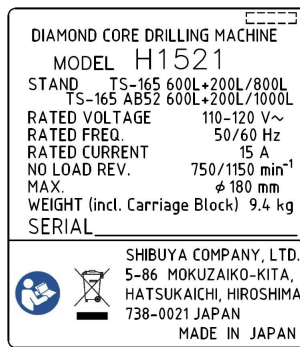 DIAMOND CORE DRILLING MACHINE
MODEL H1521
STAND TS-165 600L+200L/800L
TS-165 AB52 600L+200L/1000L
RATED VOLTAGE 110-120 V~
RATED FREQ. 50/60 Hz
RATED CURRENT 15 A
NO LOAD REV. 750/1150 min⁻¹
MAX. ϕ 180 mm
WEIGHT (incl. Carriage Block) 9.4 kg
SERIAL
SHIBUYA COMPANY, LTD.
5-86 MOKUZAIKO-KITA,
HATSUKAICHI, HIROSHIMA
738-0021 JAPAN
MADE IN JAPAN